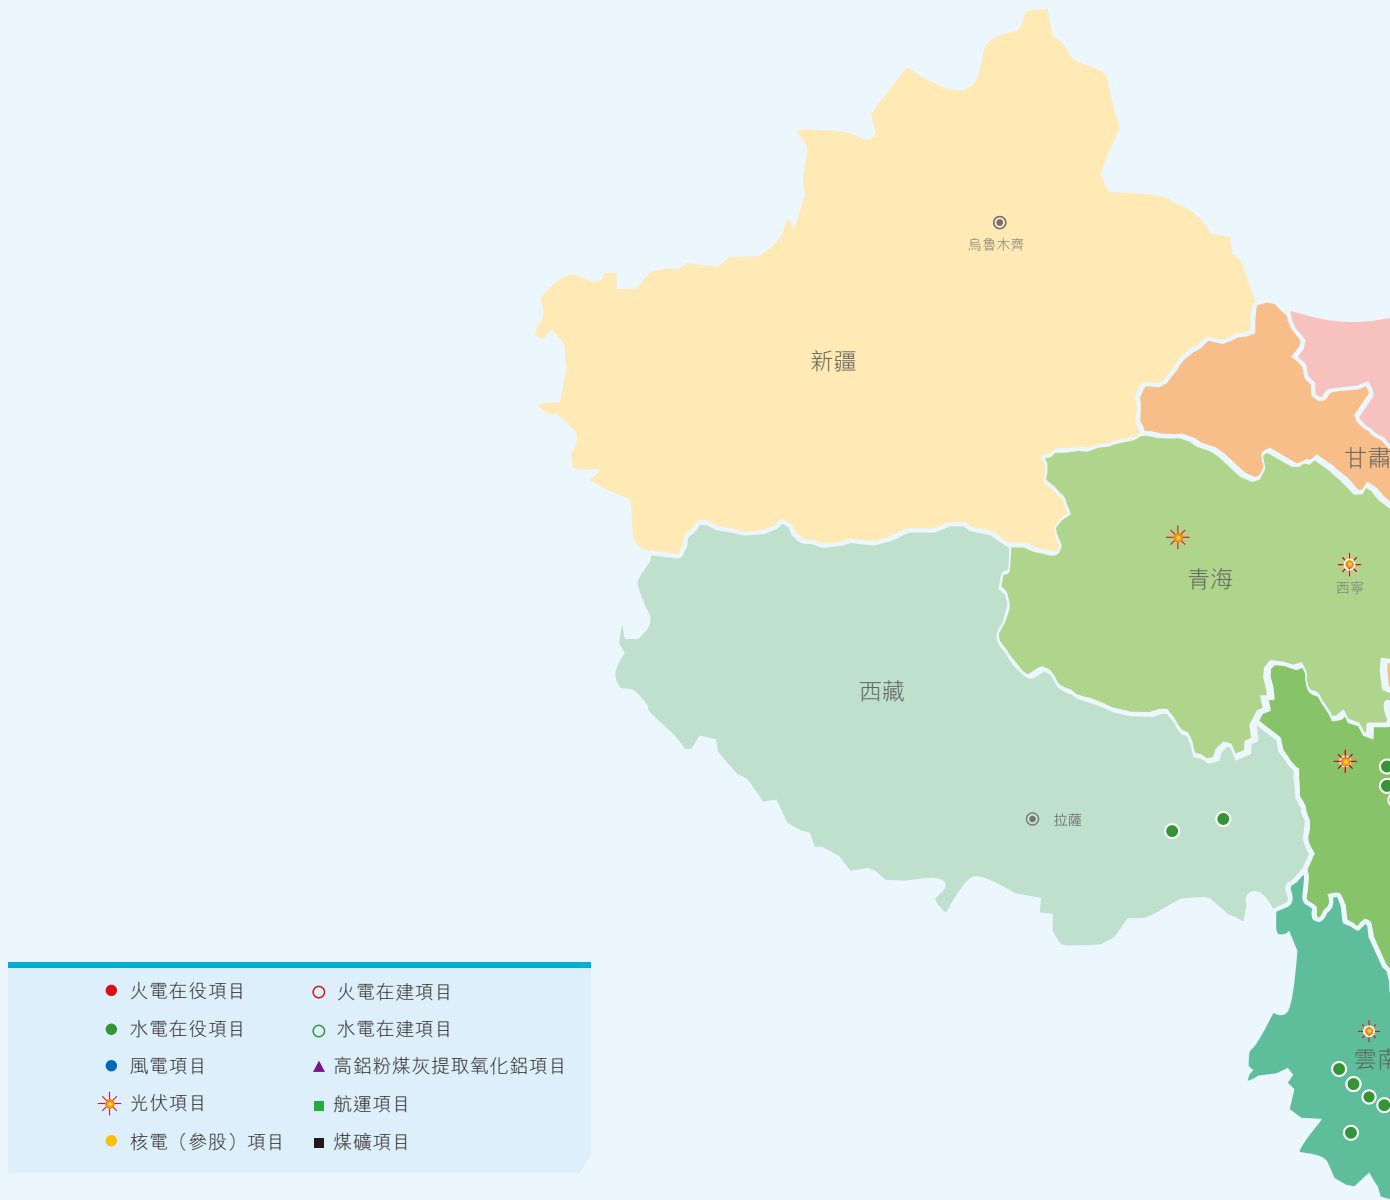 烏魯木齊
新疆
甘肅
青海
西寧
西藏
拉薩
火電在役項目
火電在建項目
水電在役項目
水電在建項目
風電項目
高鋁粉煤灰提取氧化鋁項目
光伏項目
航運項目
核電（參股）項目
煤礦項目
雲南